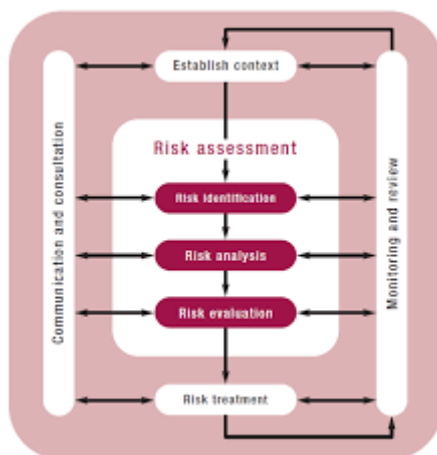 Establish context
Communication and consultation
Monitoring and review
Risk assessment
Risk identification
Risk analysis
Risk evaluation
Risk treatment